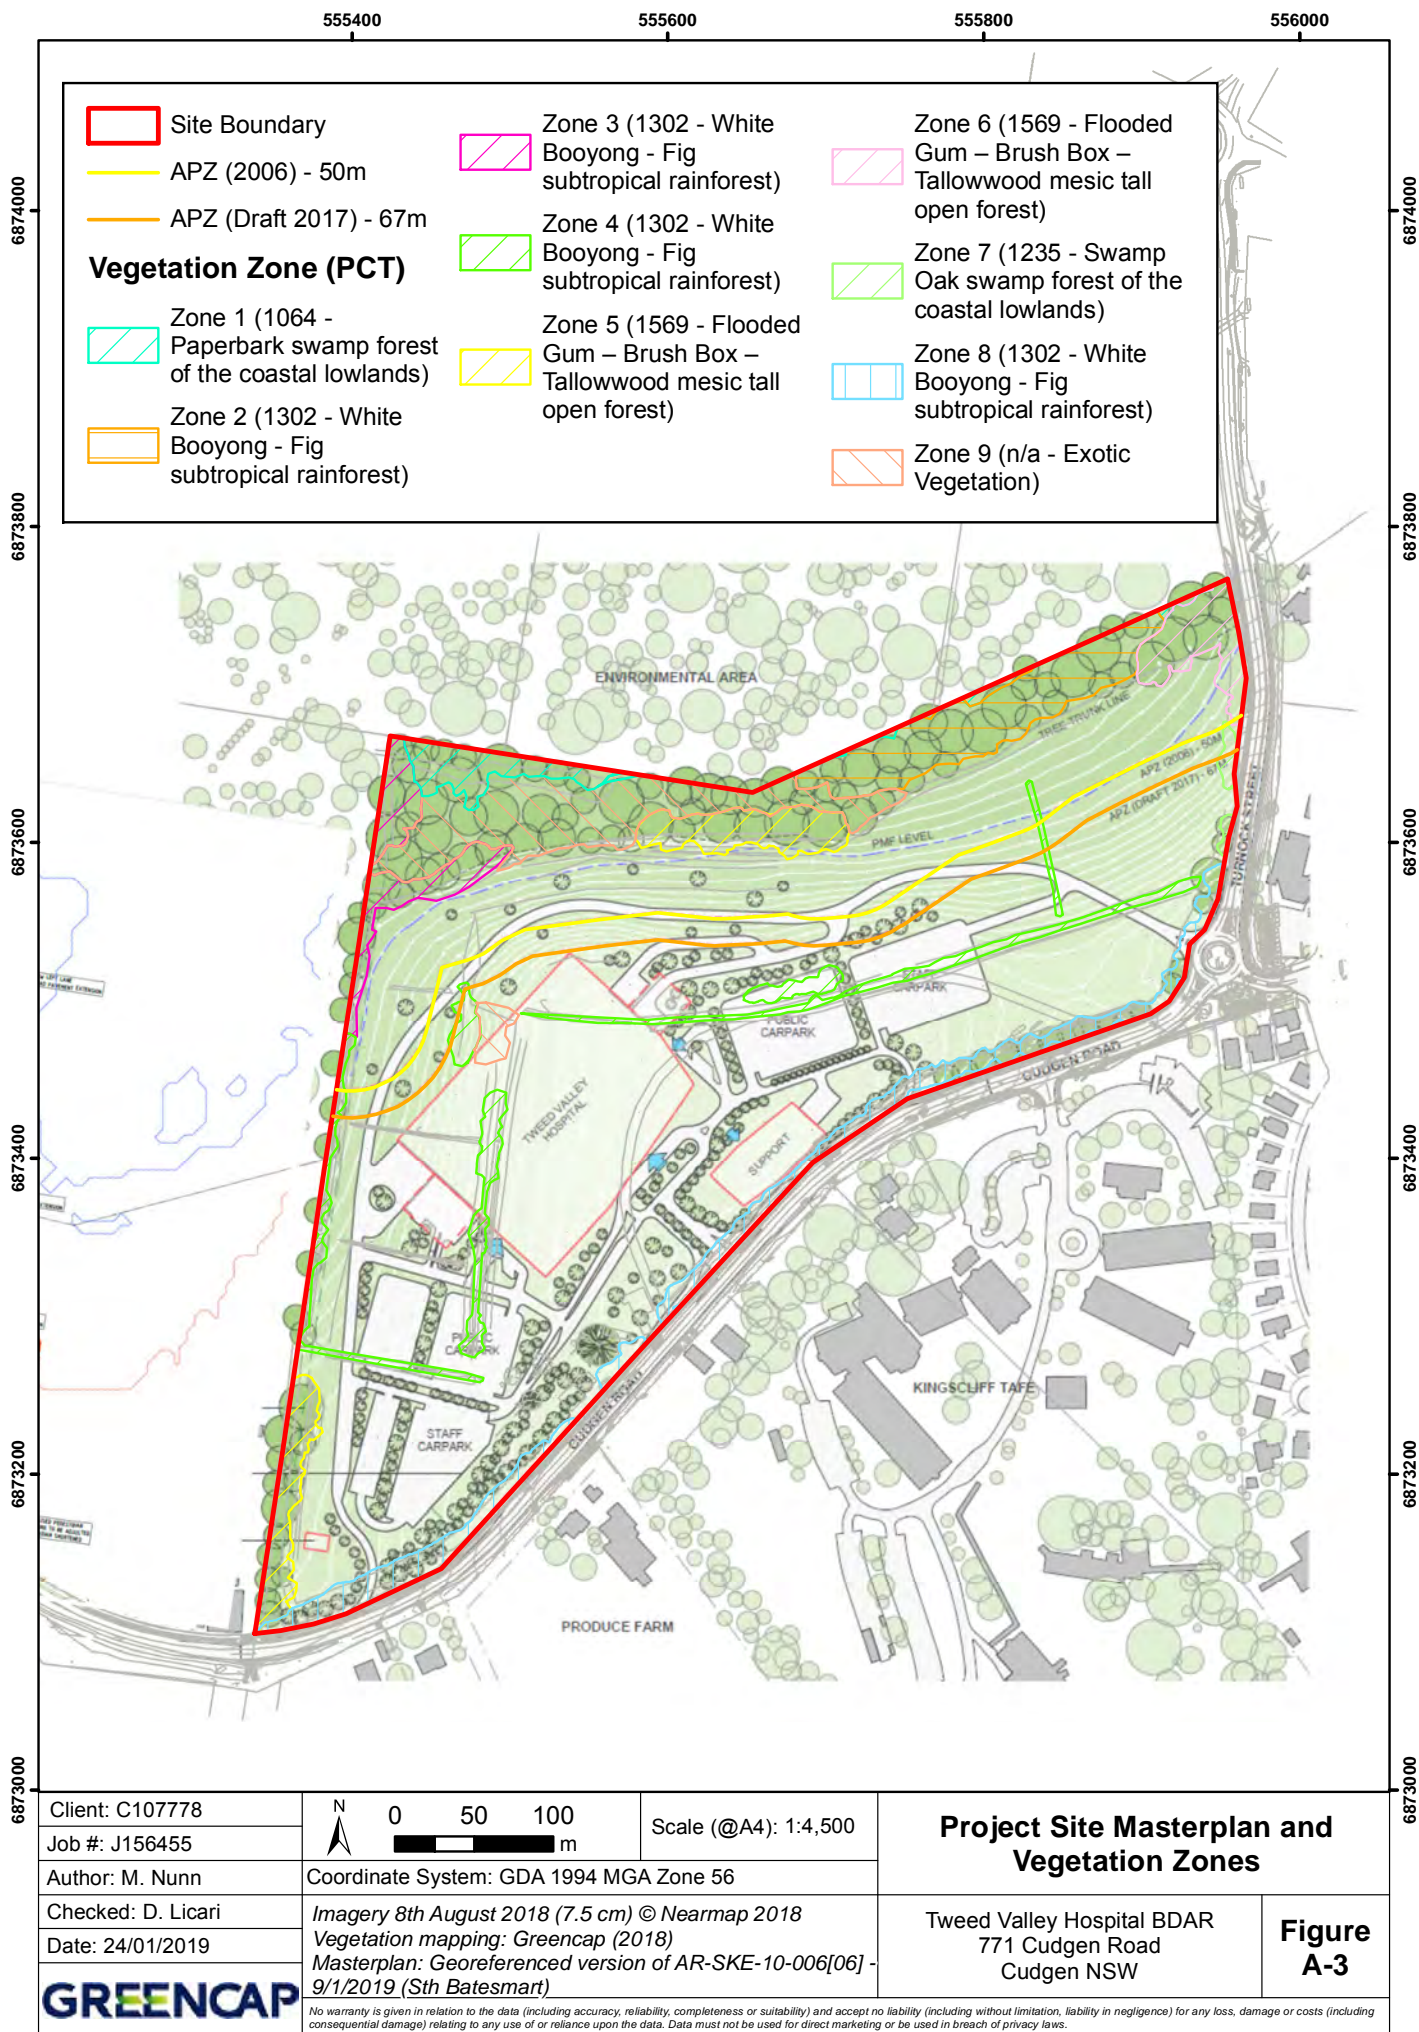 555400
555600
555800
556000
6874000
6873800
6873600
6873400
6873200
6873000
6874000
6873800
6873600
6873400
6873200
6873000
Site Boundary
APZ (2006) - 50m
APZ (Draft 2017) - 67m
Vegetation Zone (PCT)
Zone 1 (1064 -
Paperbark swamp forest
of the coastal lowlands)
Zone 2 (1302 - White
Booyong - Fig
subtropical rainforest)
Zone 3 (1302 - White
Booyong - Fig
subtropical rainforest)
Zone 4 (1302 - White
Booyong - Fig
subtropical rainforest)
Zone 5 (1569 - Flooded
Gum – Brush Box –
Tallowwood mesic tall
open forest)
Zone 6 (1569 - Flooded
Gum – Brush Box –
Tallowwood mesic tall
open forest)
Zone 7 (1235 - Swamp
Oak swamp forest of the
coastal lowlands)
Zone 8 (1302 - White
Booyong - Fig
subtropical rainforest)
Zone 9 (n/a - Exotic
Vegetation)
ENVIRONMENTAL AREA
TREE TRUNK LINE
APZ (2006) - 50M
APZ (DRAFT 2017) - 67M
PMF LEVEL
TURNOCK STREET
STAFF
CARPARK
PUBLIC
CARPARK
CUDGEN ROAD
TWEED VALLEY
HOSPITAL
SUPPORT
PUBLIC
CARPARK
STAFF
CARPARK
CUDGEN ROAD
KINGSCLIFF TAFE
PRODUCE FARM
Client: C107778
Job #: J156455
Author: M. Nunn
Checked: D. Licari
Date: 24/01/2019
GREENCAP
N
0 50 100
m
Scale (@A4): 1:4,500
Coordinate System: GDA 1994 MGA Zone 56
Imagery 8th August 2018 (7.5 cm) © Nearmap 2018
Vegetation mapping: Greencap (2018)
Masterplan: Georeferenced version of AR-SKE-10-006[06] -
9/1/2019 (Sth Batesmart)
Project Site Masterplan and
Vegetation Zones
Tweed Valley Hospital BDAR
771 Cudgen Road
Cudgen NSW
Figure
A-3
No warranty is given in relation to the data (including accuracy, reliability, completeness or suitability) and accept no liability (including without limitation, liability in negligence) for any loss, damage or costs (including
consequential damage) relating to any use of or reliance upon the data. Data must not be used for direct marketing or be used in breach of privacy laws.